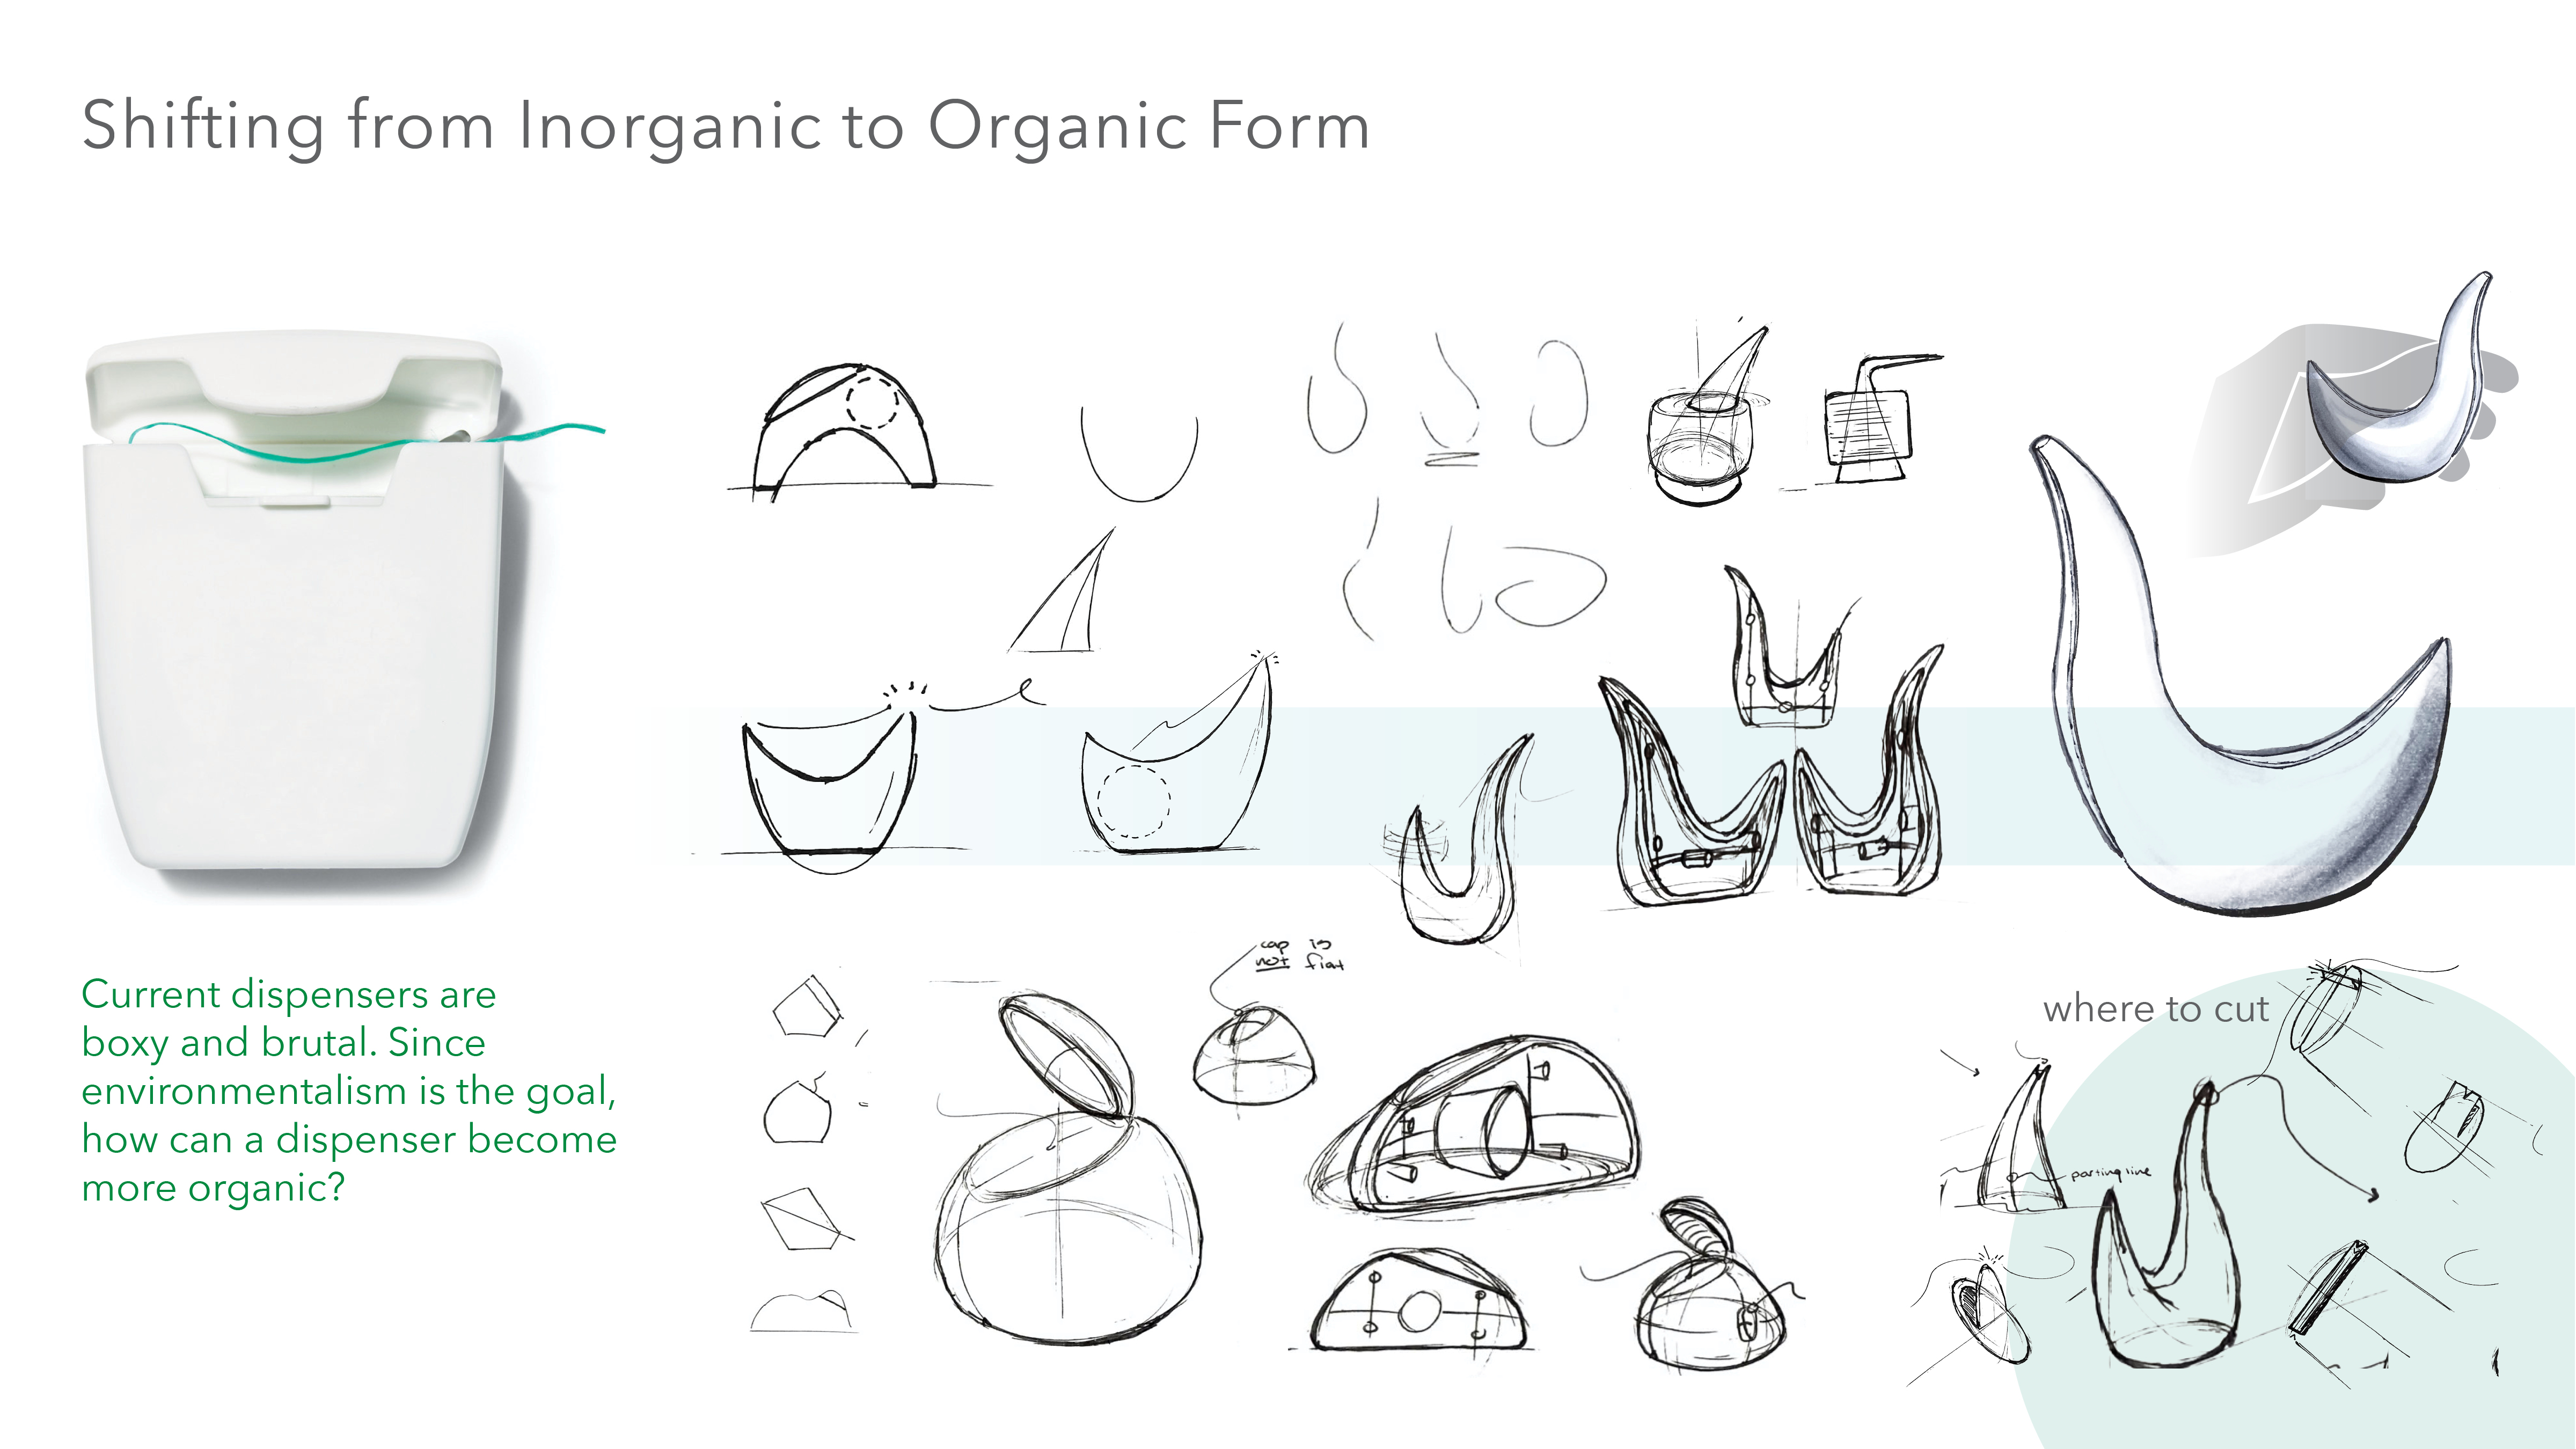 Shifting from Inorganic to Organic Form
Current dispensers are
boxy and brutal. Since
environmentalism is the goal,
how can a dispenser become
more organic?
cap is
not flat
where to cut
parting line